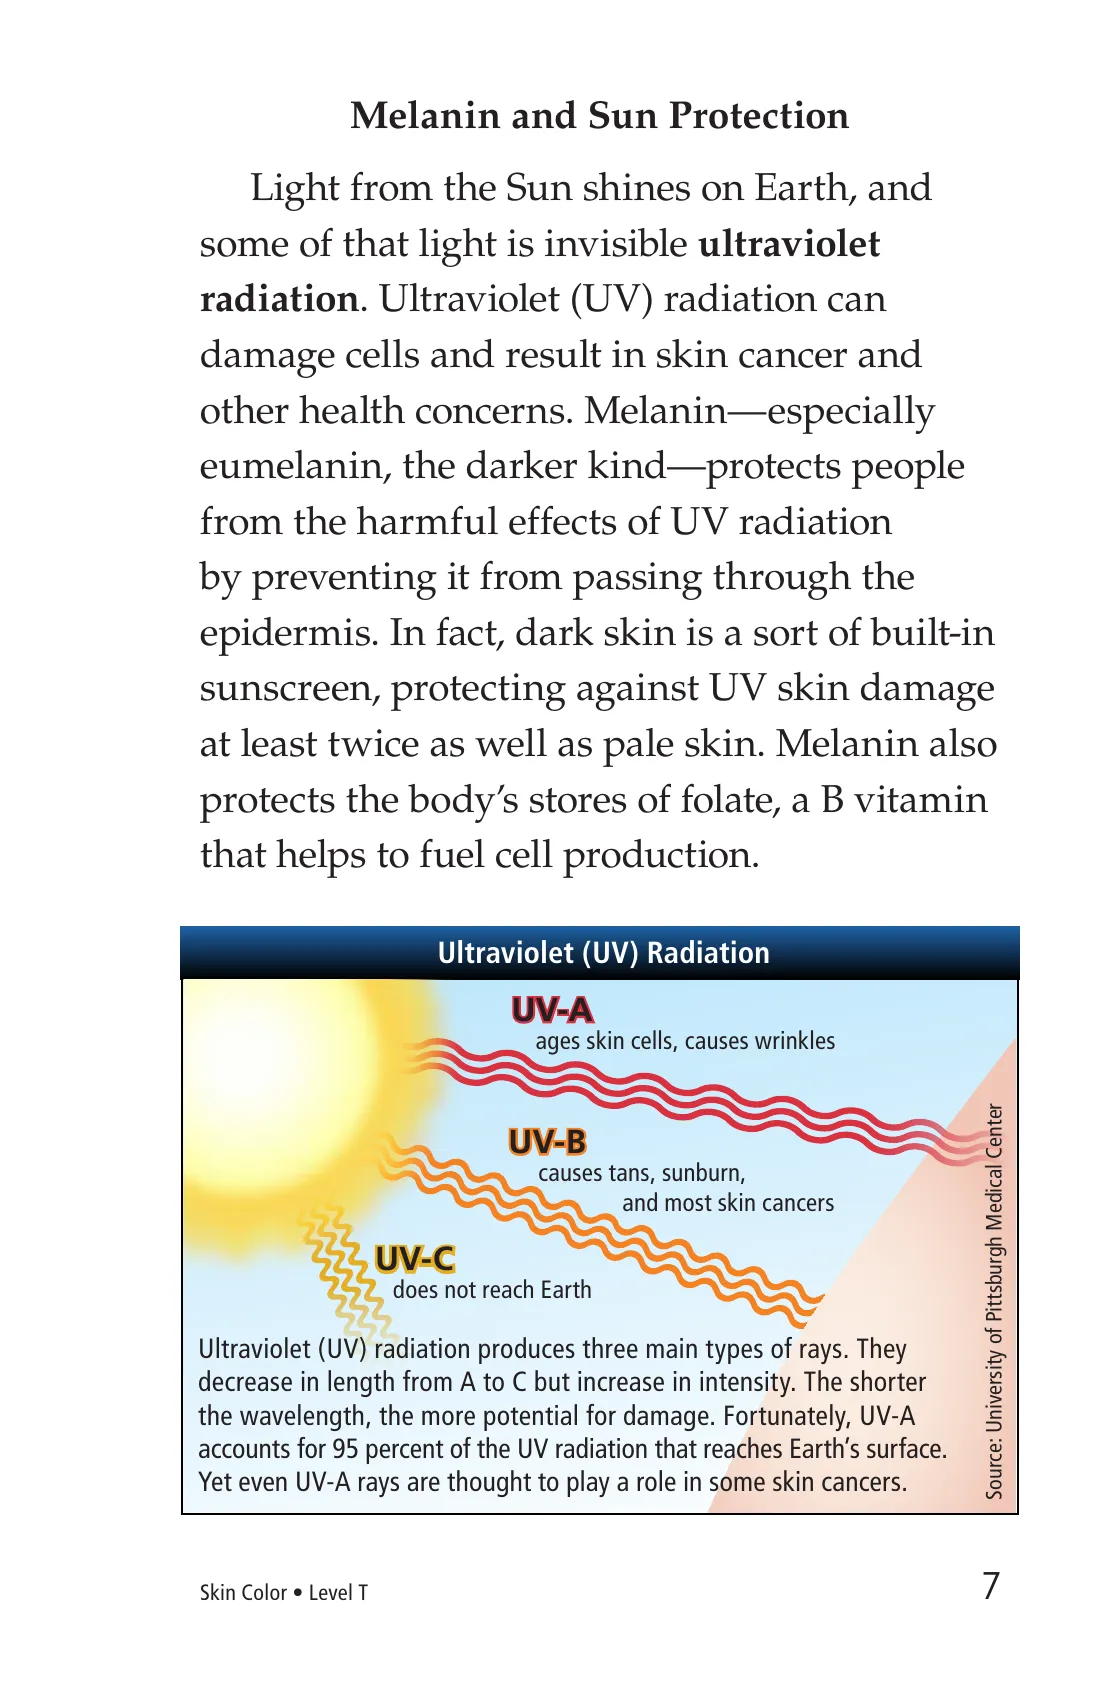 Melanin and Sun Protection
Light from the Sun shines on Earth, and
some of that light is invisible ultraviolet
radiation. Ultraviolet (UV) radiation can
damage cells and result in skin cancer and
other health concerns. Melanin—especially
eumelanin, the darker kind—protects people
from the harmful effects of UV radiation
by preventing it from passing through the
epidermis. In fact, dark skin is a sort of built-in
sunscreen, protecting against UV skin damage
at least twice as well as pale skin. Melanin also
protects the body’s stores of folate, a B vitamin
that helps to fuel cell production.
Ultraviolet (UV) Radiation
UV-A
ages skin cells, causes wrinkles
UV-B
causes tans, sunburn,
and most skin cancers
UV-C
does not reach Earth
Ultraviolet (UV) radiation produces three main types of rays. They
decrease in length from A to C but increase in intensity. The shorter
the wavelength, the more potential for damage. Fortunately, UV-A
accounts for 95 percent of the UV radiation that reaches Earth’s surface.
Yet even UV-A rays are thought to play a role in some skin cancers.
Source: University of Pittsburgh Medical Center
Skin Color • Level T
7